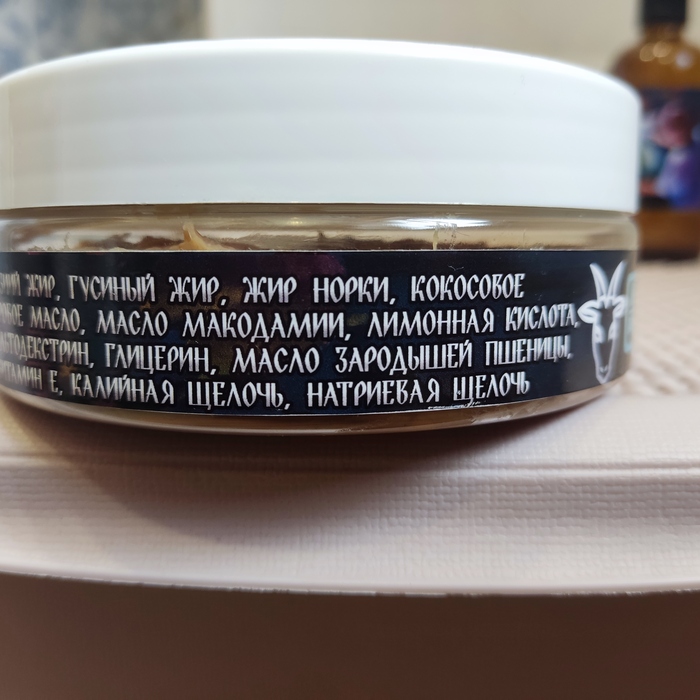 ЖИР, ГУСИНЫЙ ЖИР, ЖИР НОРКИ, КОКОСОВОЕ
МАСЛО, МАСЛО МАКОДАМИИ, ЛИМОННАЯ КИСЛОТА,
ГЛИЦЕРИН, МАСЛО ЗАРОДЫШЕЙ ПШЕНИЦЫ,
Е, КАЛИЙНАЯ ЩЕЛОЧЬ, НАТРИЕВАЯ ЩЕЛОЧЬ